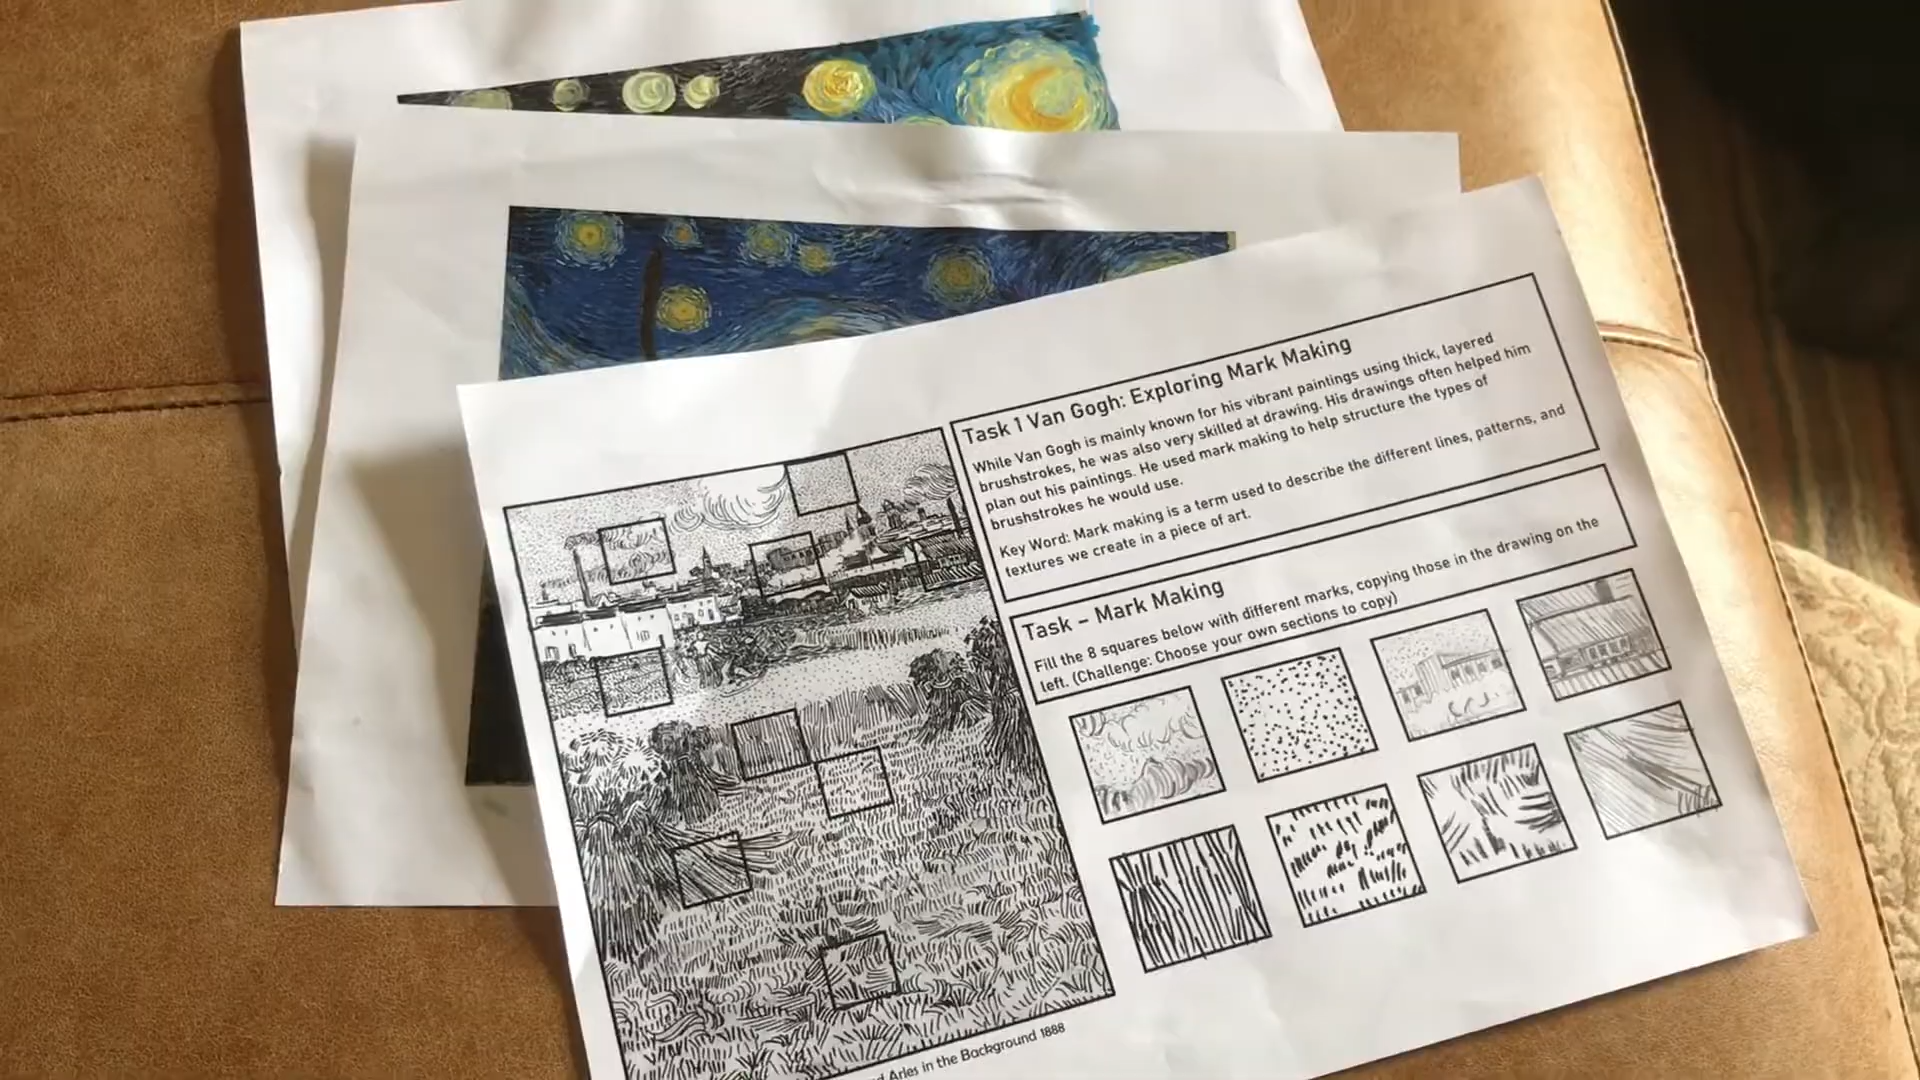 Task 1 Van Gogh: Exploring Mark Making
While Van Gogh is mainly known for his vibrant paintings using thick, layered
brushstrokes, he was also very skilled at drawing. His drawings often helped him
plan out his paintings. He used mark making to help structure the types of
brushstrokes he would use.
Key Word: Mark making is a term used to describe the different lines, patterns, and
textures we create in a piece of art.
Task – Mark Making
Fill the 8 squares below with different marks, copying those in the drawing on the
left. (Challenge: Choose your own sections to copy)
Arles in the Background 1888